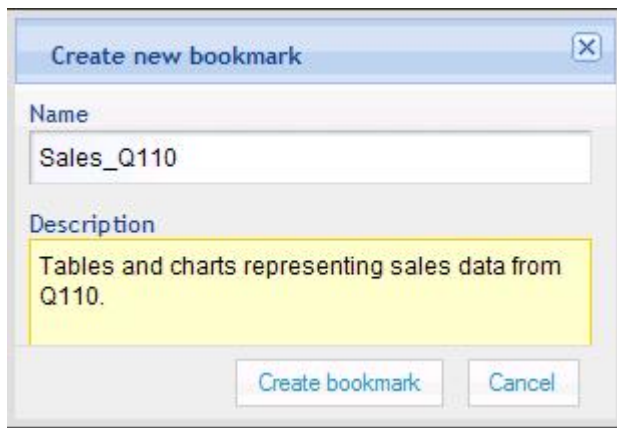 Create new bookmark
Name
Sales_Q110
Description
Tables and charts representing sales data from
Q110.
Create bookmark
Cancel